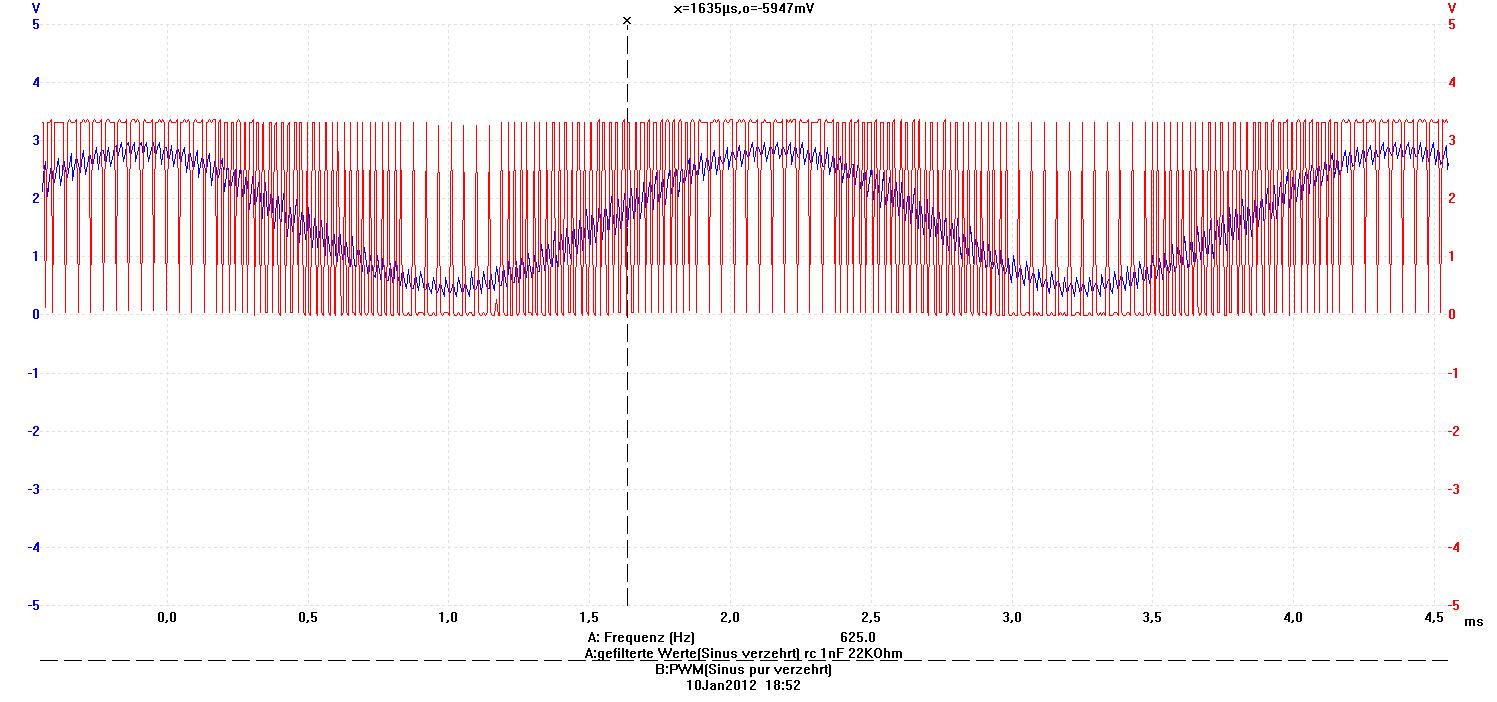 V x=1635µs,o=-5947mV V
x
5 5
4 4
3 3
2 2
1 1
0 0
-1 -1
-2 -2
-3 -3
-4 -4
-5 -5
0,0 0,5 1,0 1,5 2,0 2,5 3,0 3,5 4,0 4,5 ms
A: Frequenz (Hz) 625.0
A:gefilterte Werte(Sinus verzehrt) rc 1nF 22KOhm
B:PWM(Sinus pur verzehrt)
10Jan2012 18:52